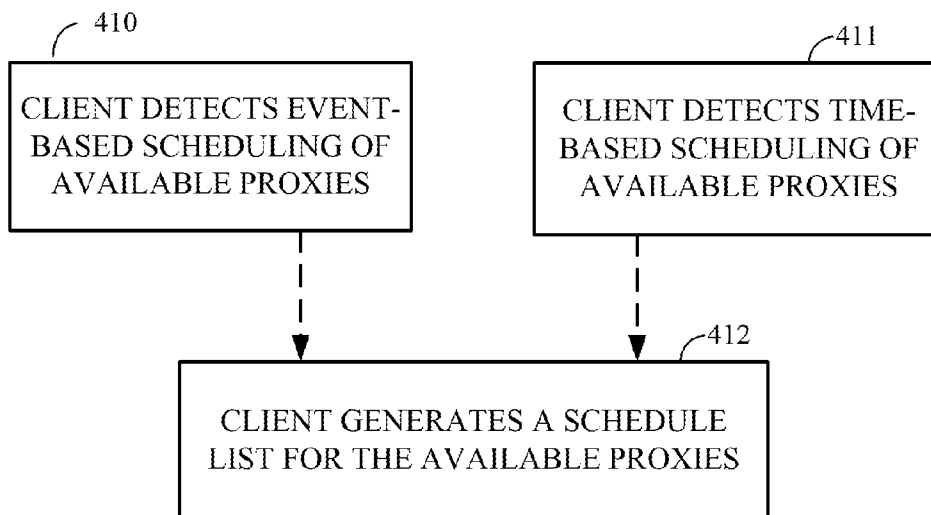 410
CLIENT DETECTS EVENT-
BASED SCHEDULING OF
AVAILABLE PROXIES
411
CLIENT DETECTS TIME-
BASED SCHEDULING OF
AVAILABLE PROXIES
412
CLIENT GENERATES A SCHEDULE
LIST FOR THE AVAILABLE PROXIES